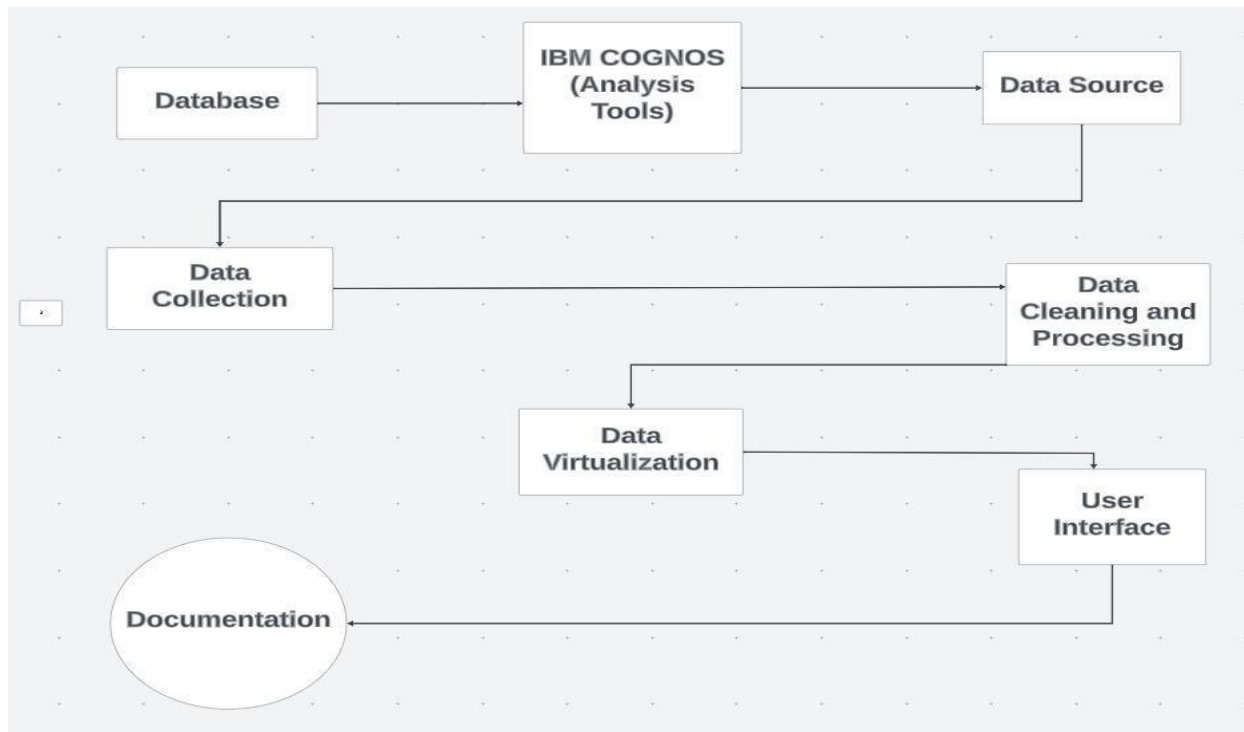 Database
IBM COGNOS
(Analysis
Tools)
Data Source
Data
Collection
Data
Cleaning and
Processing
Data
Virtualization
User
Interface
Documentation